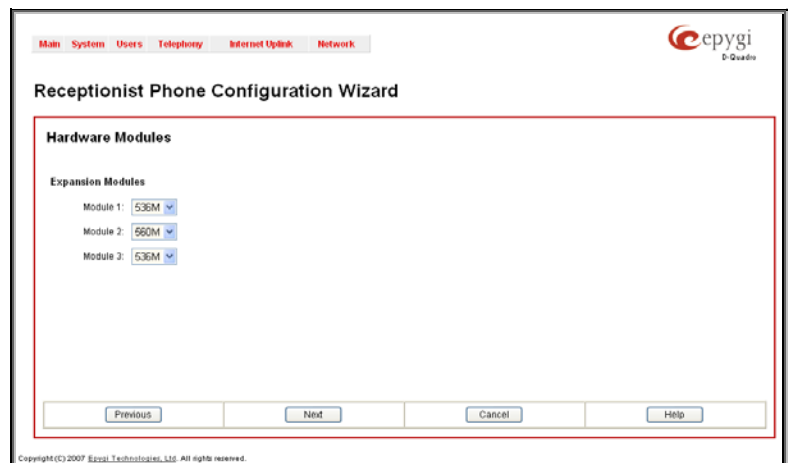 Main System Users Telephony Internet Uplink Network
epygi
D-Quadro
Receptionist Phone Configuration Wizard
Hardware Modules
Expansion Modules
Module 1: 536M
Module 2: 560M
Module 3: 536M
Previous Next Cancel Help
Copyright (C) 2007 Epygi Technologies, Ltd. All rights reserved.